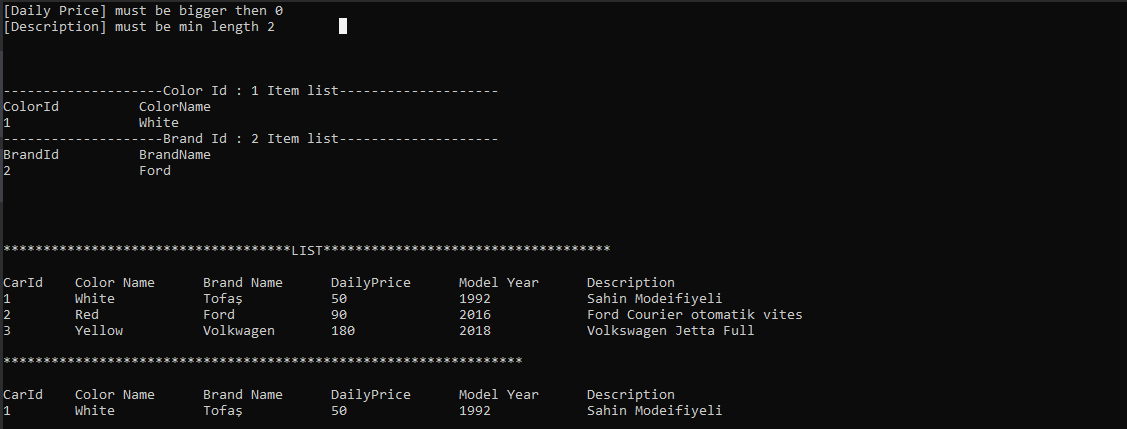 [Daily Price] must be bigger then 0
[Description] must be min length 2
--------------------Color Id : 1 Item list--------------------
ColorId          ColorName
1                White
--------------------Brand Id : 2 Item list--------------------
BrandId          BrandName
2                Ford
************************************LIST************************************
CarId    Color Name      Brand Name      DailyPrice      Model Year      Description
1        White           Tofaş           50              1992            Sahin Modeifiyeli
2        Red             Ford            90              2016            Ford Courier otomatik vites
3        Yellow          Volkwagen       180             2018            Volkswagen Jetta Full
*****************************************************************
CarId    Color Name      Brand Name      DailyPrice      Model Year      Description
1        White           Tofaş           50              1992            Sahin Modeifiyeli